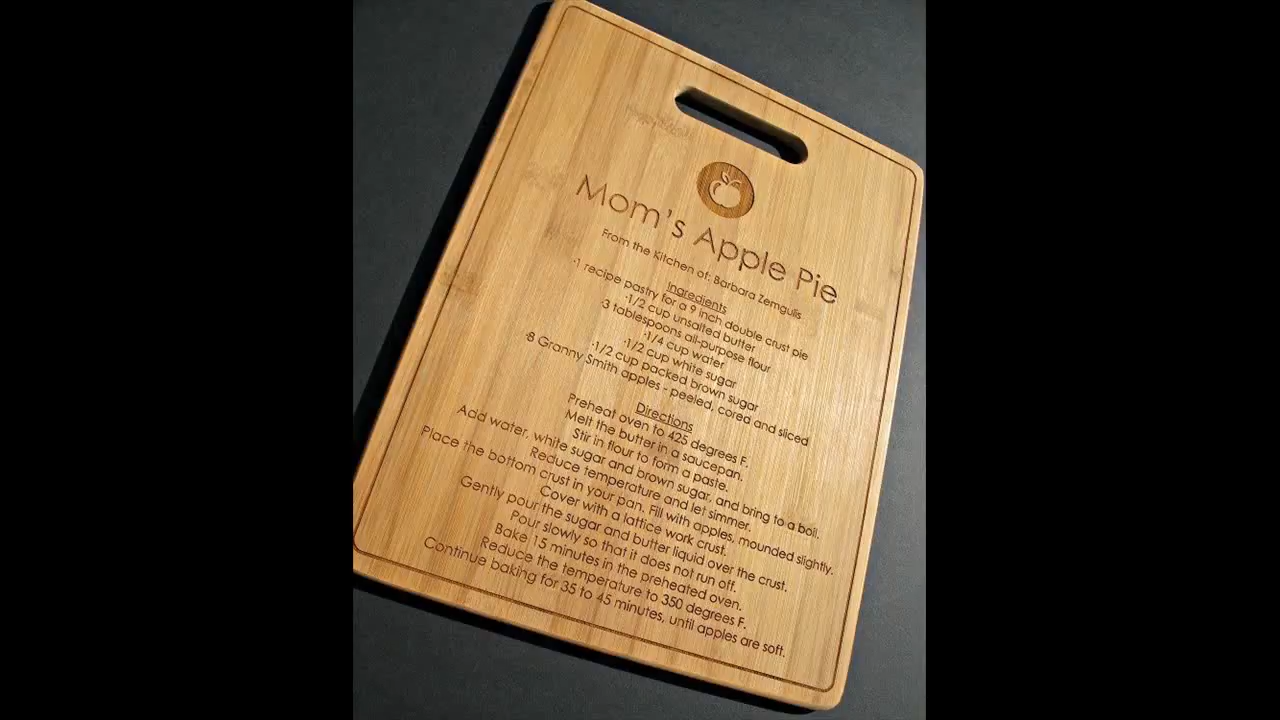 Mom's Apple Pie
From the Kitchen of: Barbara Zemgulis
Ingredients
·1 recipe pastry for a 9 inch double crust pie
·1/2 cup unsalted butter
·3 tablespoons all-purpose flour
·1/4 cup water
·1/2 cup white sugar
·1/2 cup packed brown sugar
·8 Granny Smith apples - peeled, cored and sliced
Directions
Preheat oven to 425 degrees F.
Melt the butter in a saucepan.
Stir in flour to form a paste.
Add water, white sugar and brown sugar, and bring to a boil.
Reduce temperature and let simmer.
Place the bottom crust in your pan. Fill with apples, mounded slightly.
Cover with a lattice work crust.
Gently pour the sugar and butter liquid over the crust.
Pour slowly so that it does not run off.
Bake 15 minutes in the preheated oven.
Reduce the temperature to 350 degrees F.
Continue baking for 35 to 45 minutes, until apples are soft.